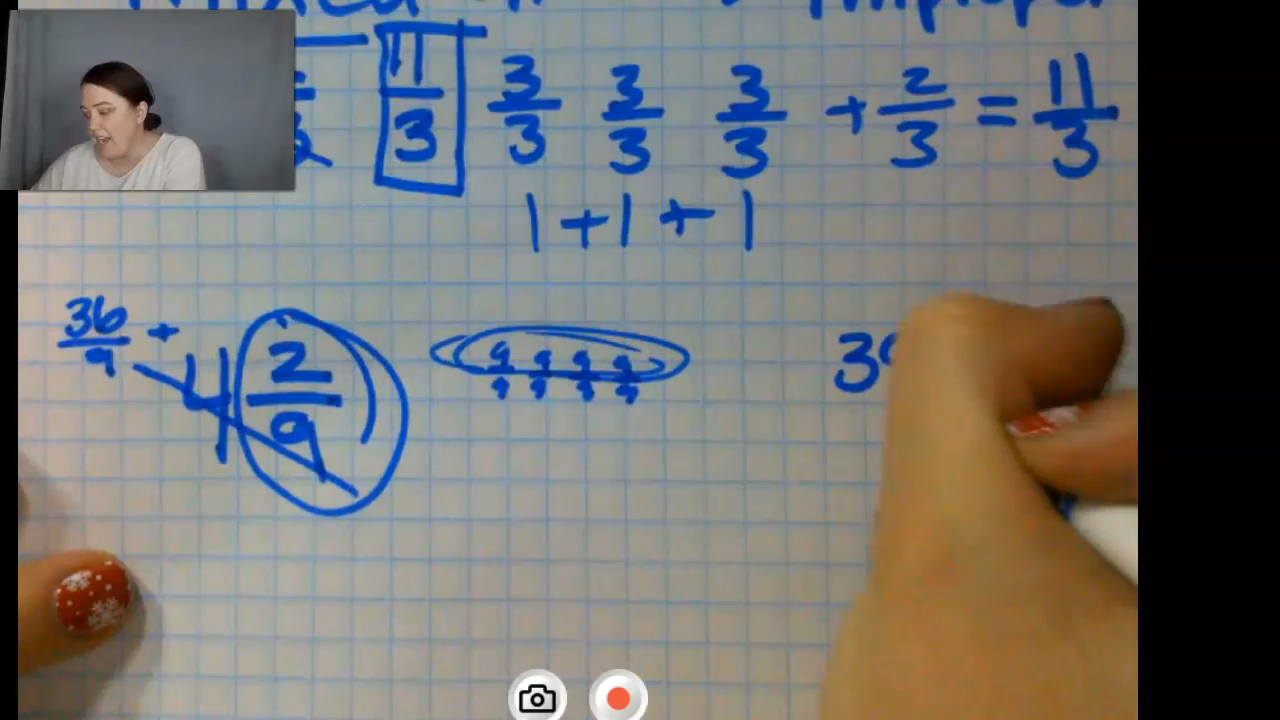 Improper
11/3 3/3 3/3 3/3 + 2/3 = 11/3
1 + 1 + 1
36/9 + 4 2/9 9/9 9/9 9/9 9/9 3